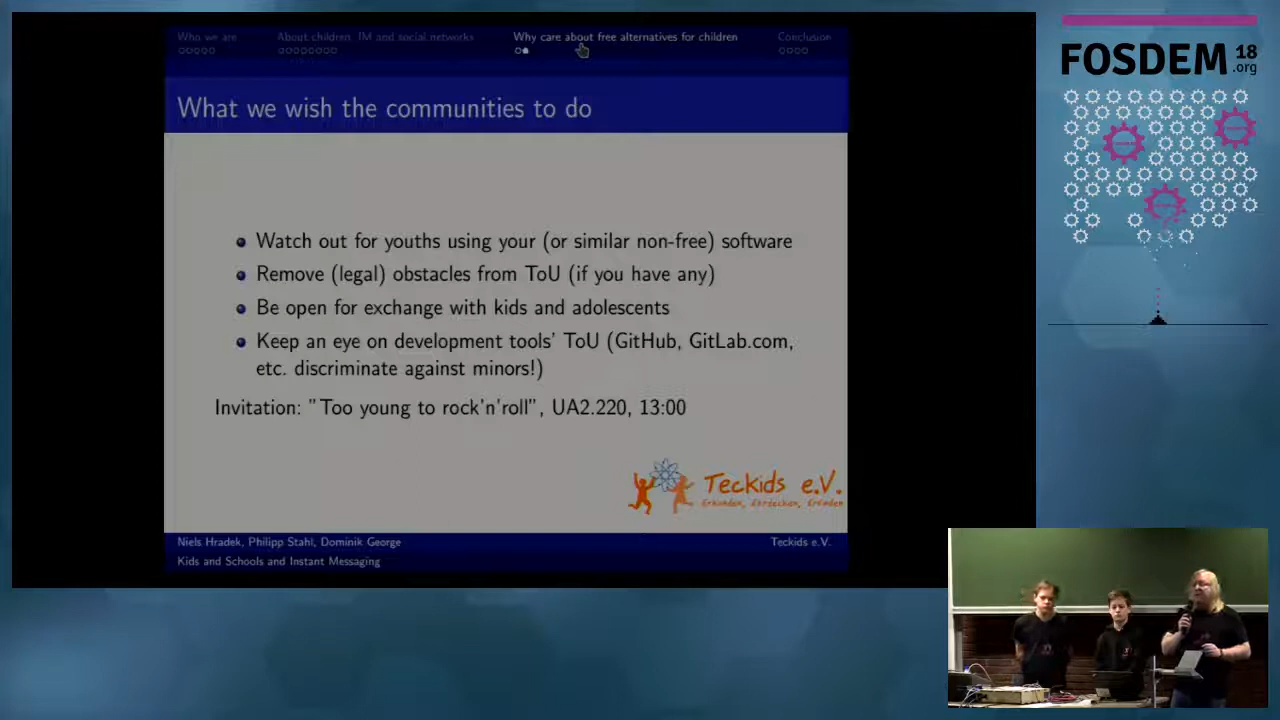 Who we are
About children, IM and social networks
Why care about free alternatives for children
Conclusion
What we wish the communities to do
Watch out for youths using your (or similar non-free) software
Remove (legal) obstacles from ToU (if you have any)
Be open for exchange with kids and adolescents
Keep an eye on development tools' ToU (GitHub, GitLab.com,
etc. discriminate against minors!)
Invitation: "Too young to rock'n'roll", UA2.220, 13:00
Teckids e.V.
Erkunden, Entdecken, Erfinden
Niels Hradek, Philipp Stahl, Dominik George
Teckids e.V.
Kids and Schools and Instant Messaging
FOSDEM 18
.org